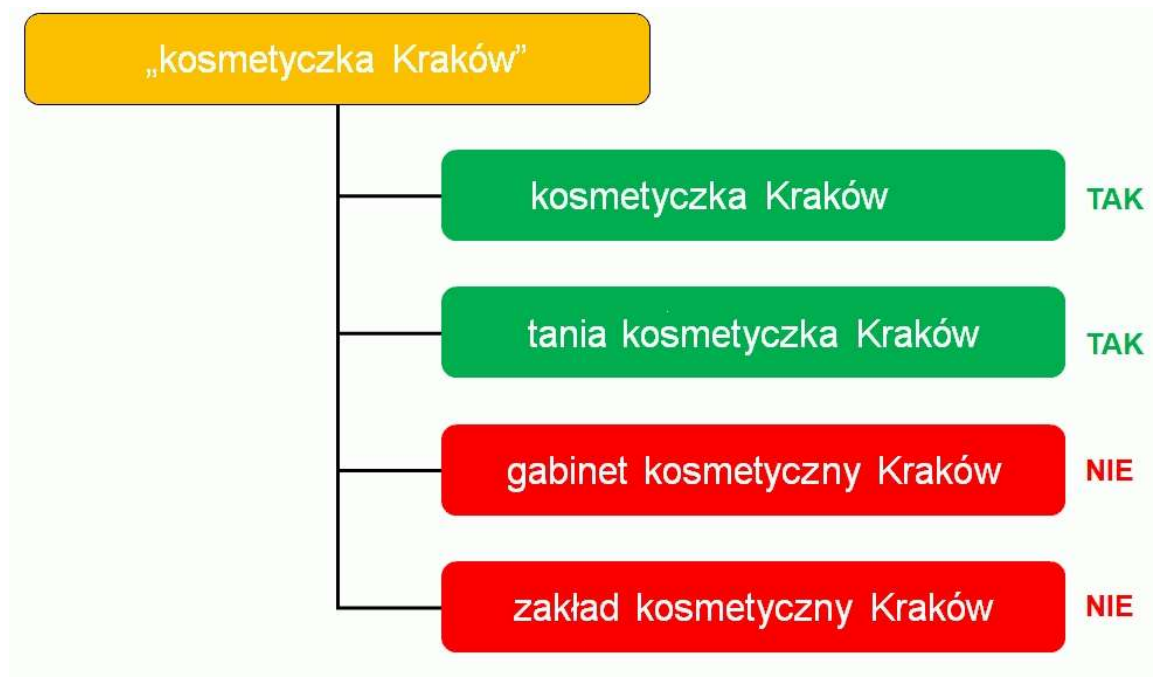 „kosmetyczka Kraków”
kosmetyczka Kraków TAK
tania kosmetyczka Kraków TAK
gabinet kosmetyczny Kraków NIE
zakład kosmetyczny Kraków NIE